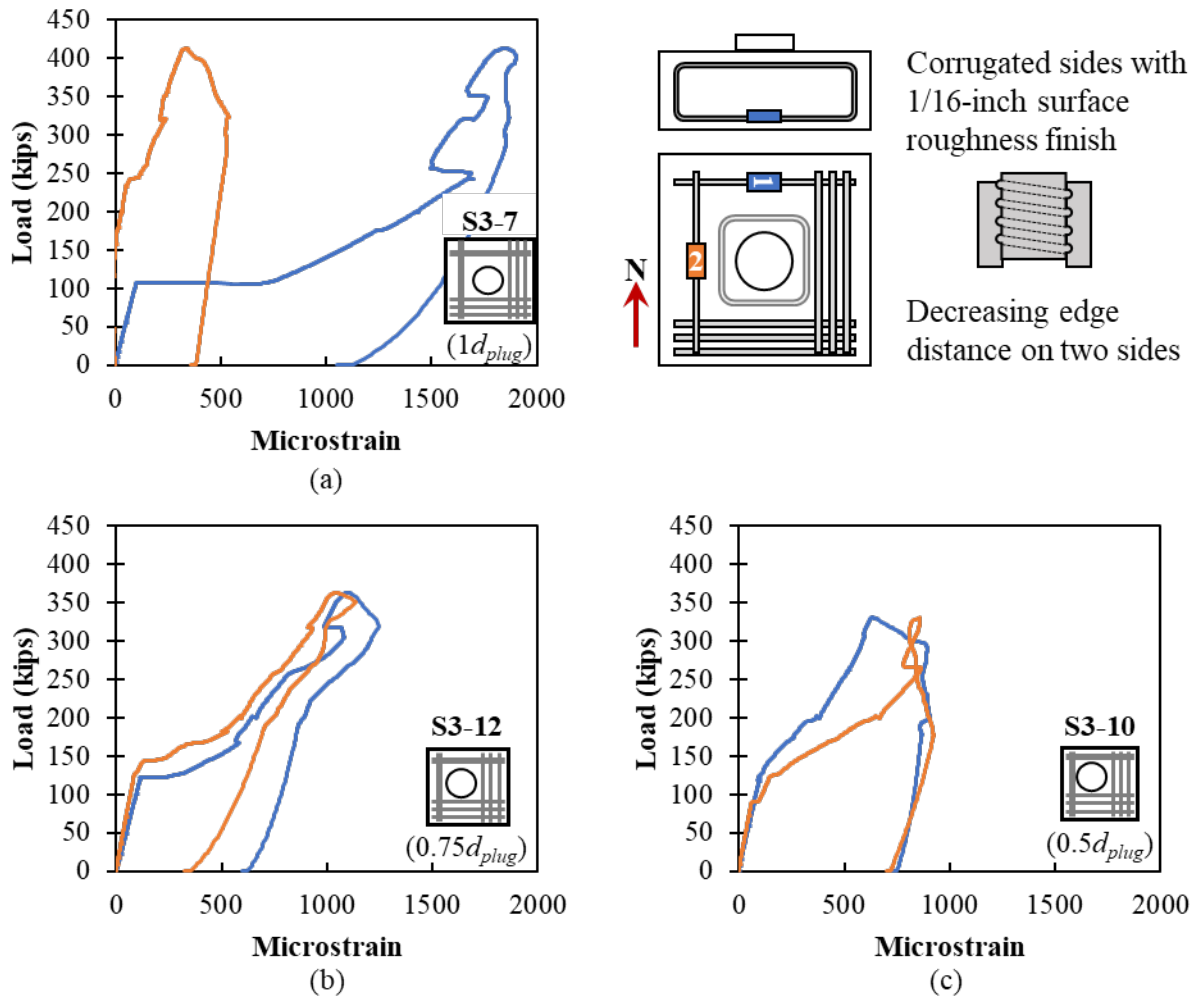 450
400
350
300
250
200
150
100
50
0
Load (kips)
0 500 1000 1500 2000
Microstrain
S3-7
(1d_plug)
(a)
1
2
N
Corrugated sides with
1/16-inch surface
roughness finish
Decreasing edge
distance on two sides
450
400
350
300
250
200
150
100
50
0
Load (kips)
0 500 1000 1500 2000
Microstrain
S3-12
(0.75d_plug)
(b)
450
400
350
300
250
200
150
100
50
0
Load (kips)
0 500 1000 1500 2000
Microstrain
S3-10
(0.5d_plug)
(c)